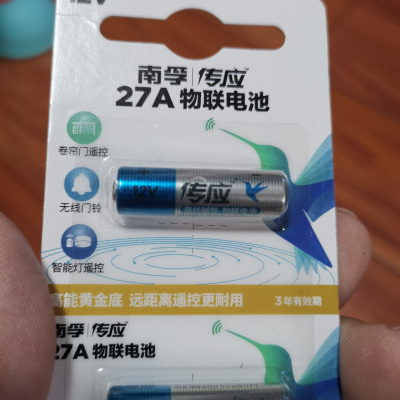 12V
南孚 传应
27A 物联电池
卷帘门遥控
+ 12V 传应
无线门铃
智能灯遥控
能黄金底 远距离遥控更耐用
3年有效期
南孚 传应
27A 物联电池